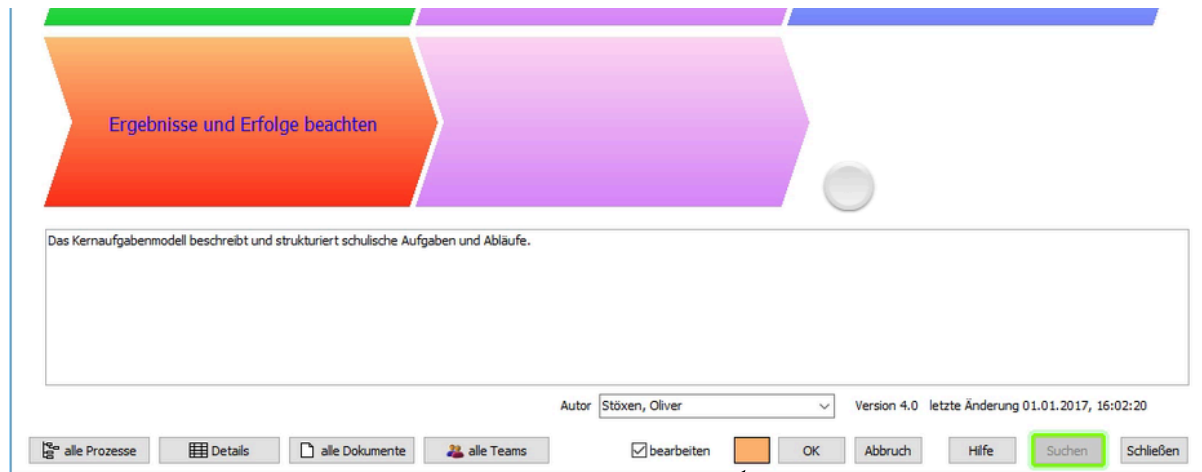 Ergebnisse und Erfolge beachten
Das Kernaufgabenmodell beschreibt und strukturiert schulische Aufgaben und Abläufe.
Autor Stöxen, Oliver Version 4.0 letzte Änderung 01.01.2017, 16:02:20
alle Prozesse Details alle Dokumente alle Teams bearbeiten OK Abbruch Hilfe Suchen Schließen